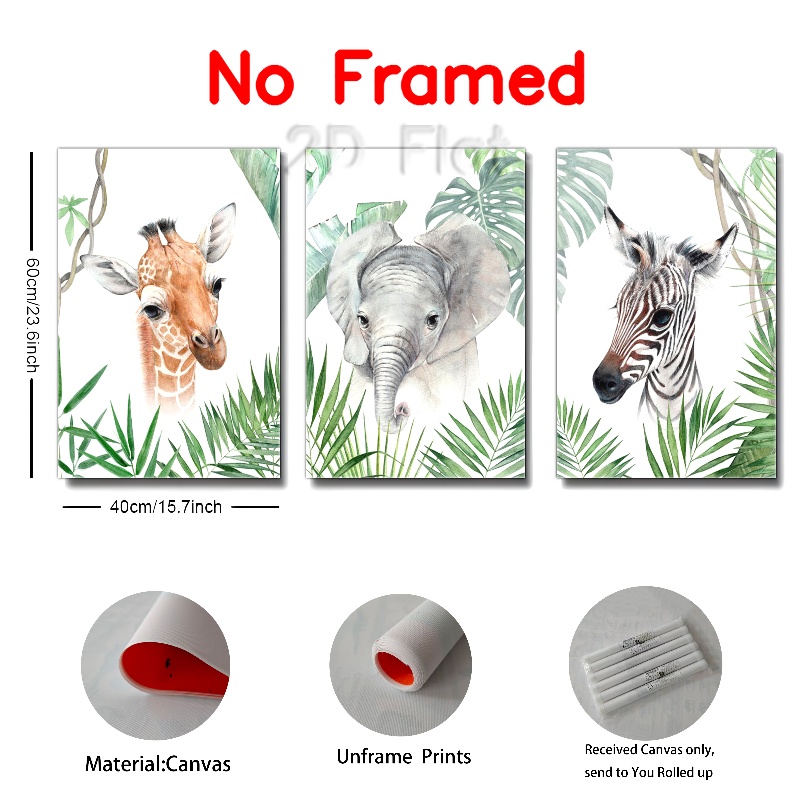 No Framed
2D Flat
60cm/23.6inch
40cm/15.7inch
Material:Canvas
Unframe Prints
Received Canvas only,
send to You Rolled up